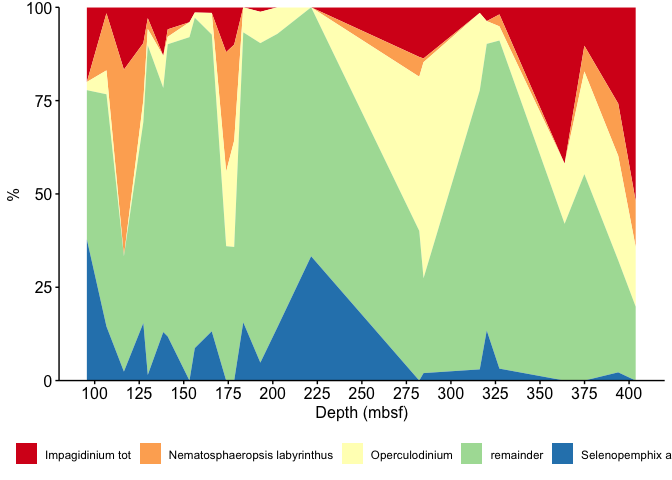 100
75
50
25
0
%
100 125 150 175 200 225 250 275 300 325 350 375 400
Depth (mbsf)
Impagidinium tot Nematosphaeropsis labyrinthus Operculodinium remainder Selenopemphix a